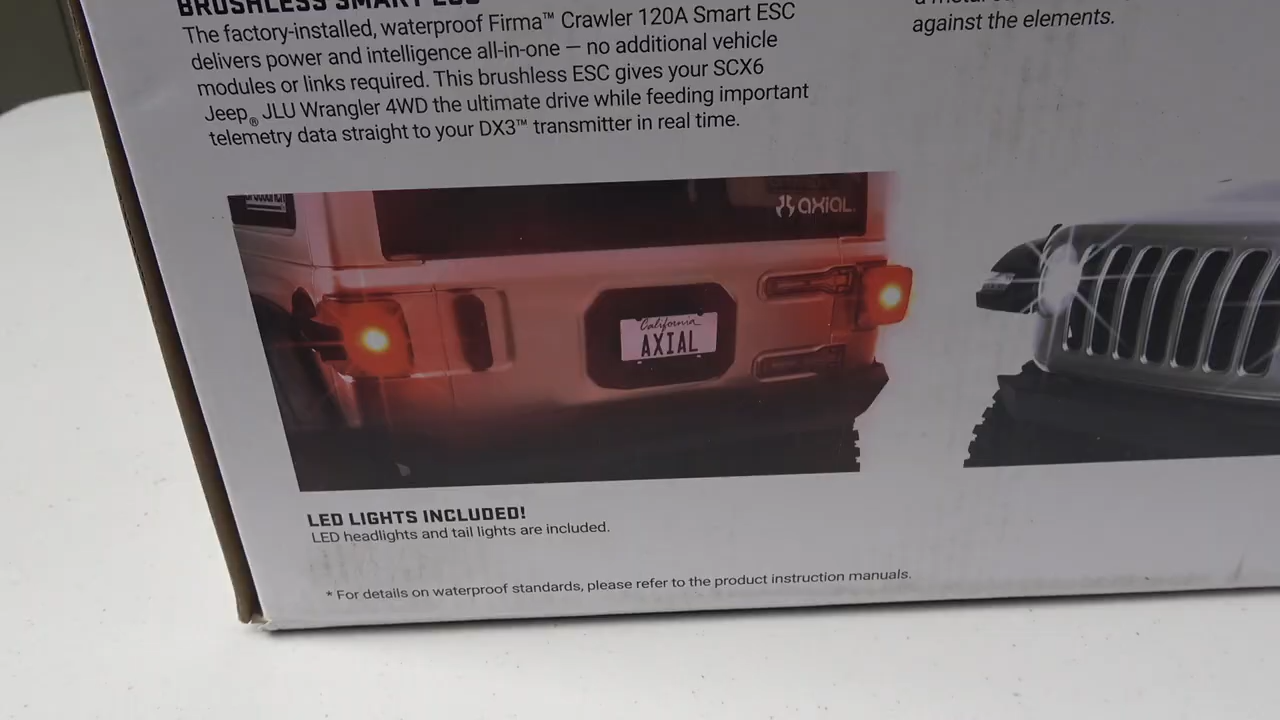 BRUSHLESS SMART ESC
The factory-installed, waterproof Firma™ Crawler 120A Smart ESC
delivers power and intelligence all-in-one — no additional vehicle
modules or links required. This brushless ESC gives your SCX6
Jeep® JLU Wrangler 4WD the ultimate drive while feeding important
telemetry data straight to your DX3™ transmitter in real time.
against the elements.
AXIAL
California
AXIAL
LED LIGHTS INCLUDED!
LED headlights and tail lights are included.
* For details on waterproof standards, please refer to the product instruction manuals.